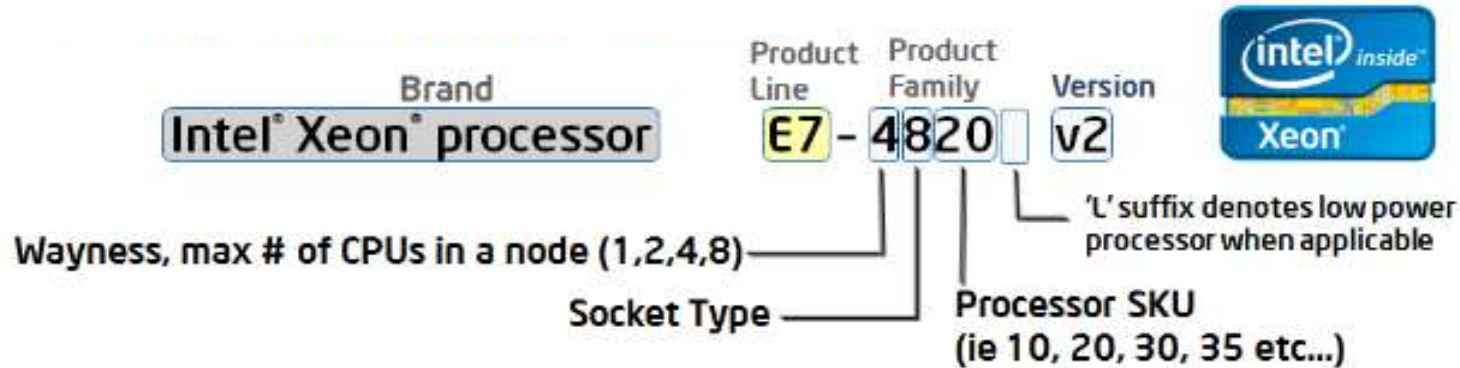 Brand
Product Line
Product Family
Version
Intel® Xeon® processor E7 - 4820 v2
intel® inside™
Xeon®
'L' suffix denotes low power
processor when applicable
Wayness, max # of CPUs in a node (1,2,4,8)
Socket Type
Processor SKU
(ie 10, 20, 30, 35 etc...)